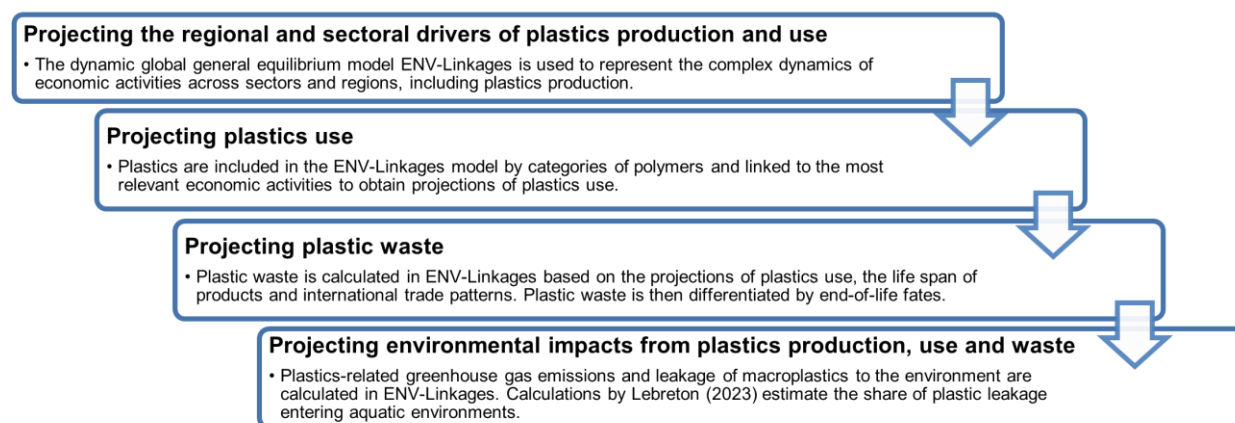 Projecting the regional and sectoral drivers of plastics production and use
• The dynamic global general equilibrium model ENV-Linkages is used to represent the complex dynamics of
economic activities across sectors and regions, including plastics production.
Projecting plastics use
• Plastics are included in the ENV-Linkages model by categories of polymers and linked to the most
relevant economic activities to obtain projections of plastics use.
Projecting plastic waste
• Plastic waste is calculated in ENV-Linkages based on the projections of plastics use, the life span of
products and international trade patterns. Plastic waste is then differentiated by end-of-life fates.
Projecting environmental impacts from plastics production, use and waste
• Plastics-related greenhouse gas emissions and leakage of macroplastics to the environment are
calculated in ENV-Linkages. Calculations by Lebreton (2023) estimate the share of plastic leakage
entering aquatic environments.